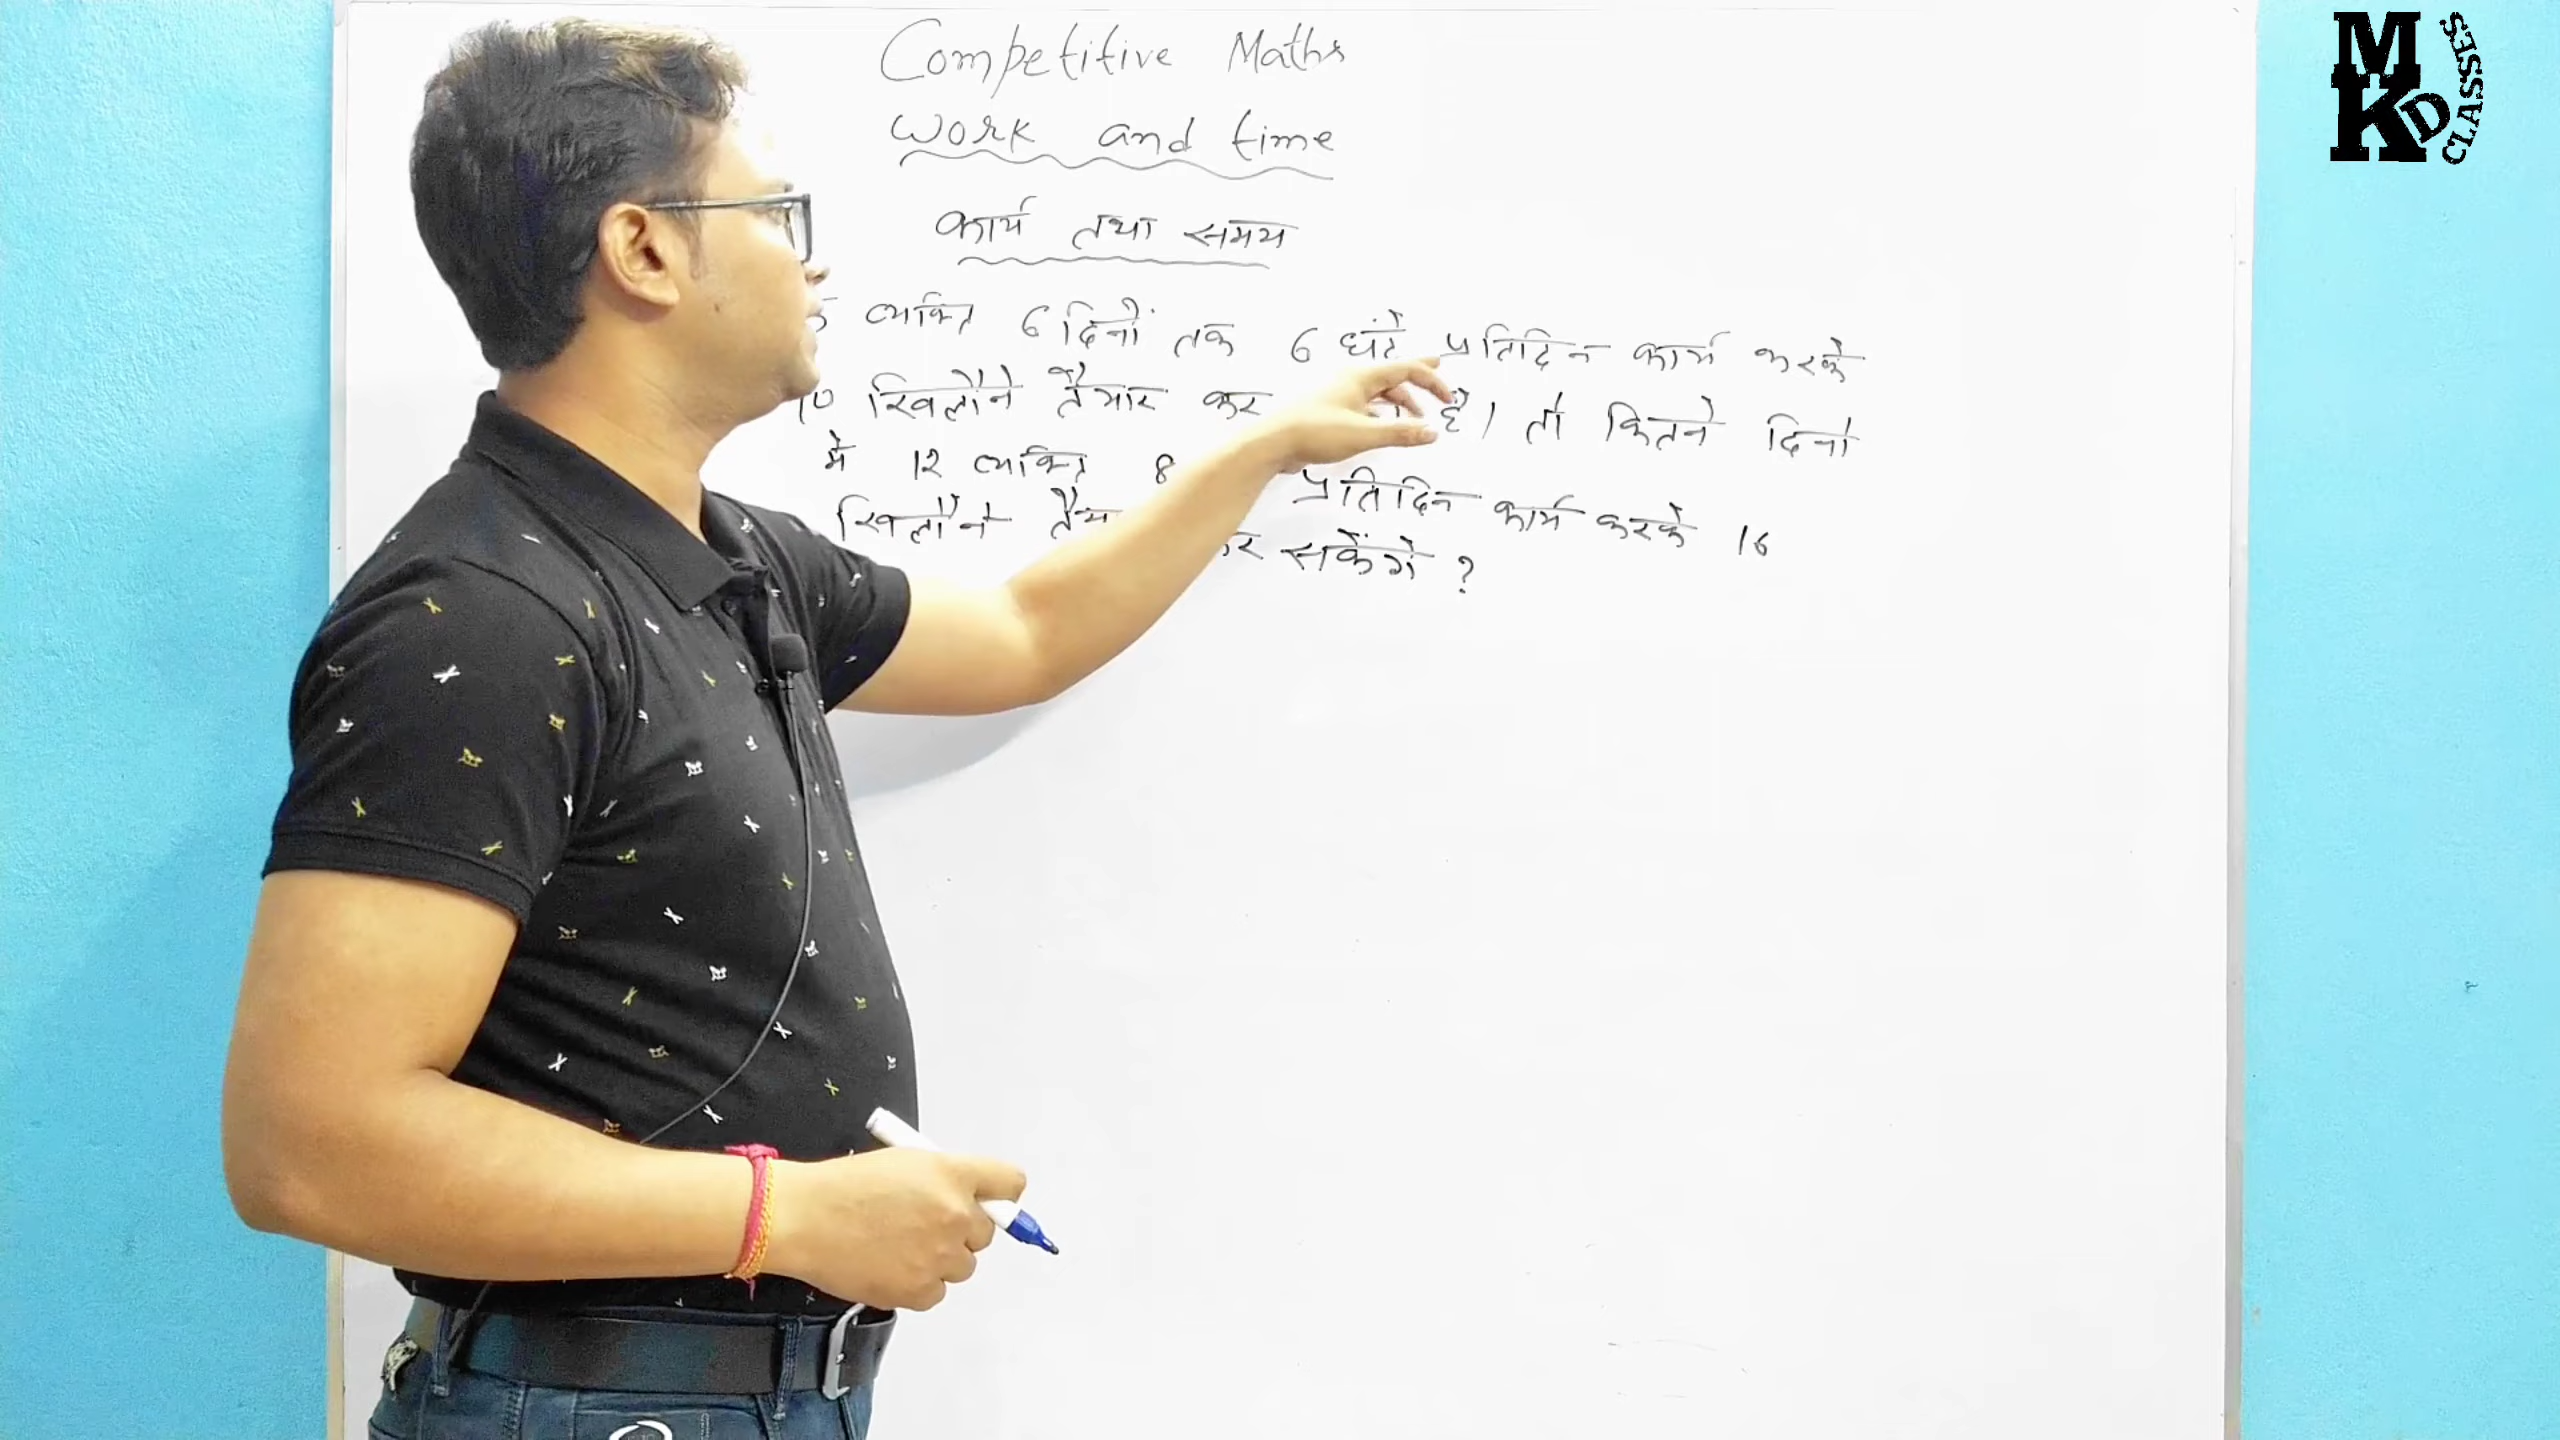 Competitive Maths
work and time
कार्य तथा समय
व्यक्ति 6 दिनों तक 6 घंटे प्रतिदिन कार्य करके
10 खिलौने तैयार कर है। तो कितने दिनों
मे 12 व्यक्ति 8 प्रतिदिन कार्य करके 16
खिलौने कर सकेंगे ?
MKD CLASSES